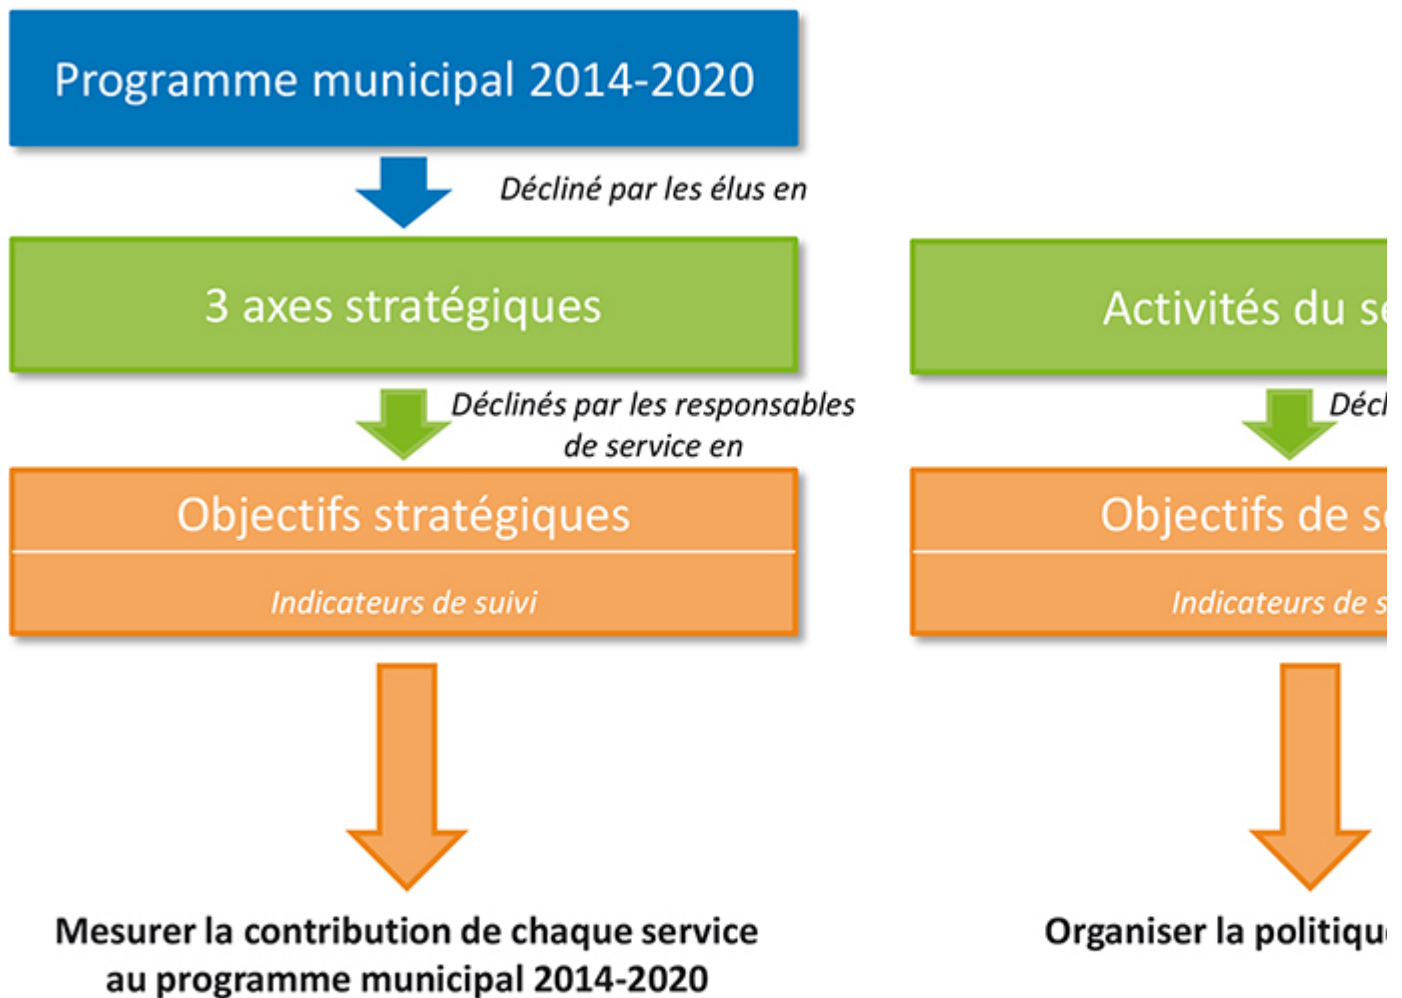 Programme municipal 2014-2020
Décliné par les élus en
3 axes stratégiques
Déclinés par les responsables
de service en
Objectifs stratégiques
Indicateurs de suivi
Mesurer la contribution de chaque service
au programme municipal 2014-2020
Activités du
Objectifs de
Indicateurs de
Organiser la